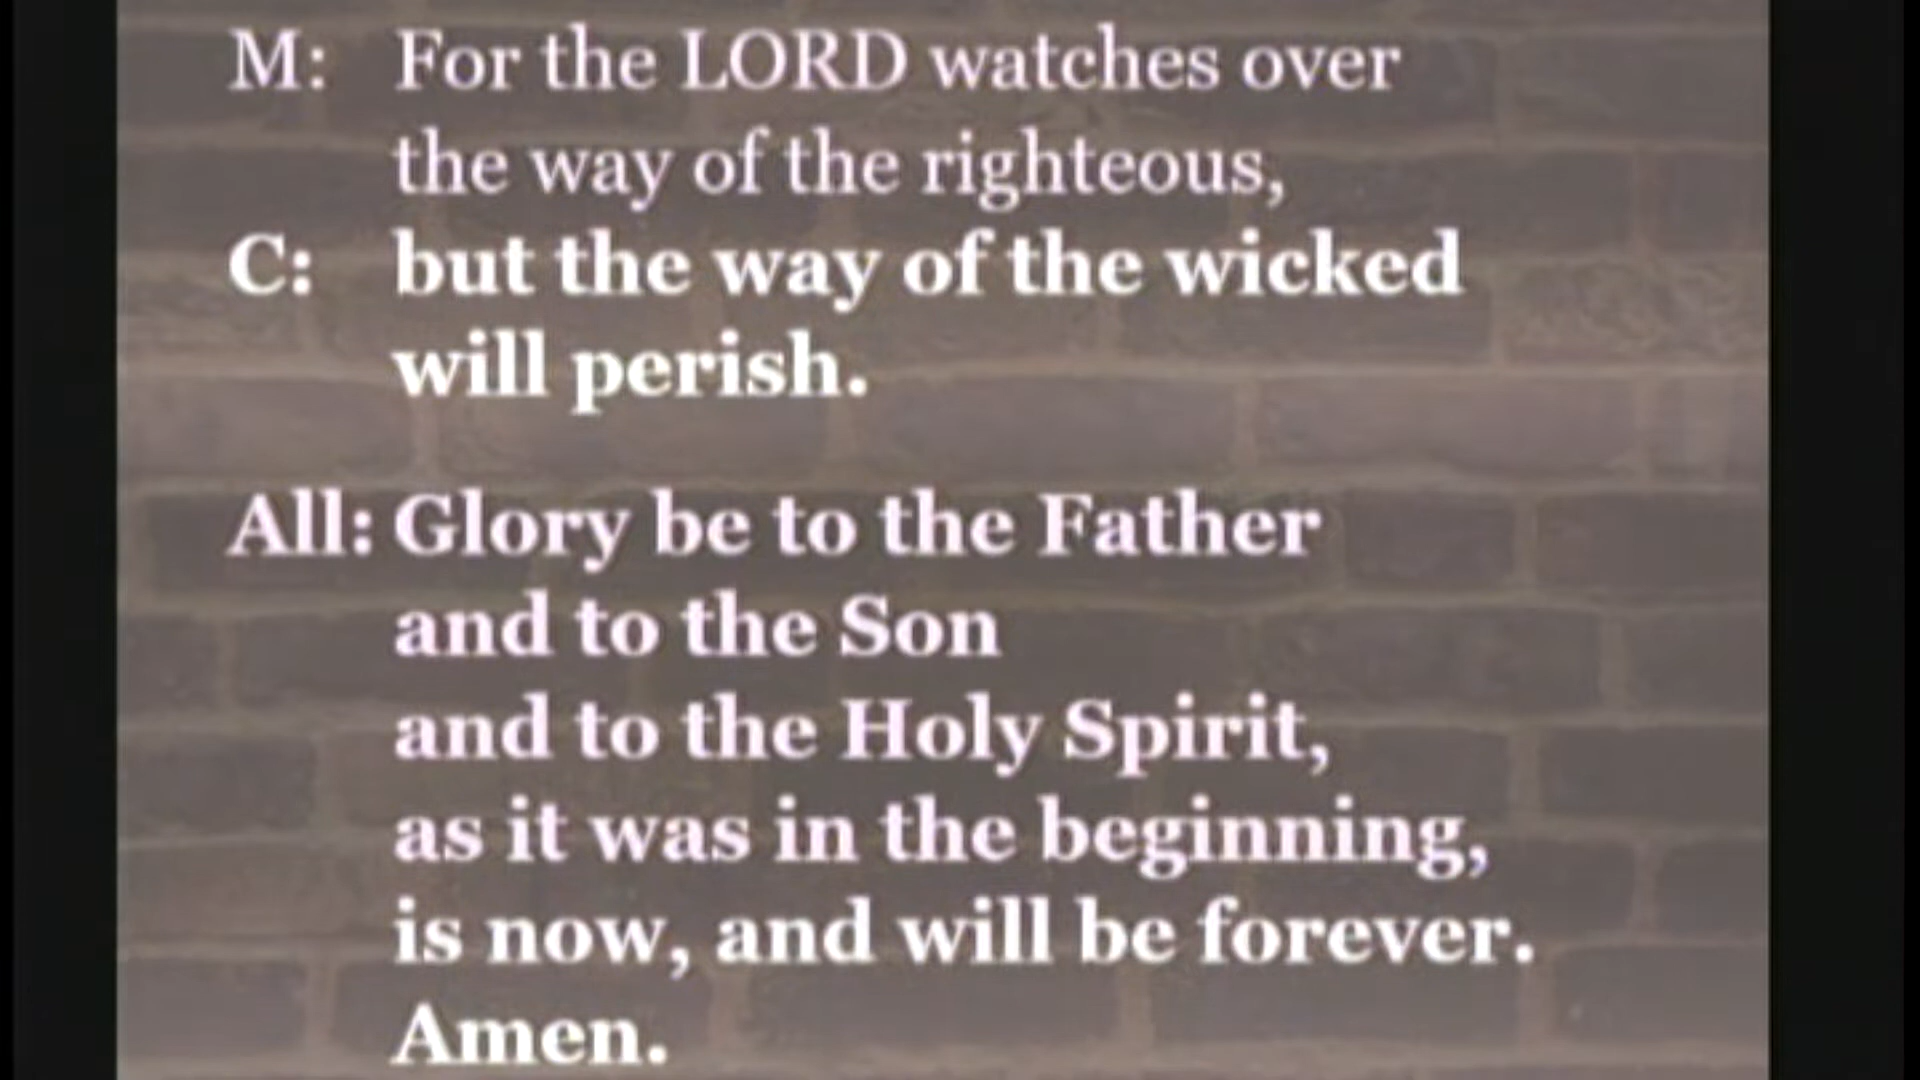 M: For the LORD watches over
the way of the righteous,
C: but the way of the wicked
will perish.
All: Glory be to the Father
and to the Son
and to the Holy Spirit,
as it was in the beginning,
is now, and will be forever.
Amen.